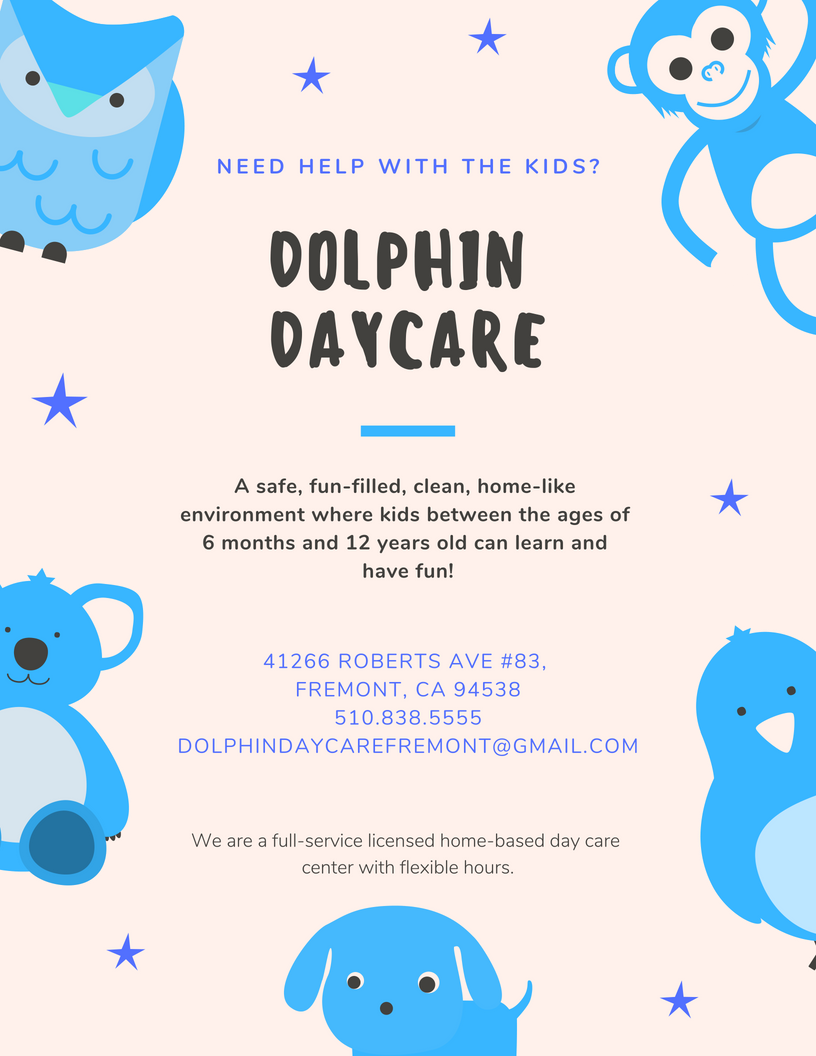 NEED HELP WITH THE KIDS?
DOLPHIN
DAYCARE
A safe, fun-filled, clean, home-like
environment where kids between the ages of
6 months and 12 years old can learn and
have fun!
41266 ROBERTS AVE #83,
FREMONT, CA 94538
510.838.5555
DOLPHINDAYCAREFREMONT@GMAIL.COM
We are a full-service licensed home-based day care
center with flexible hours.